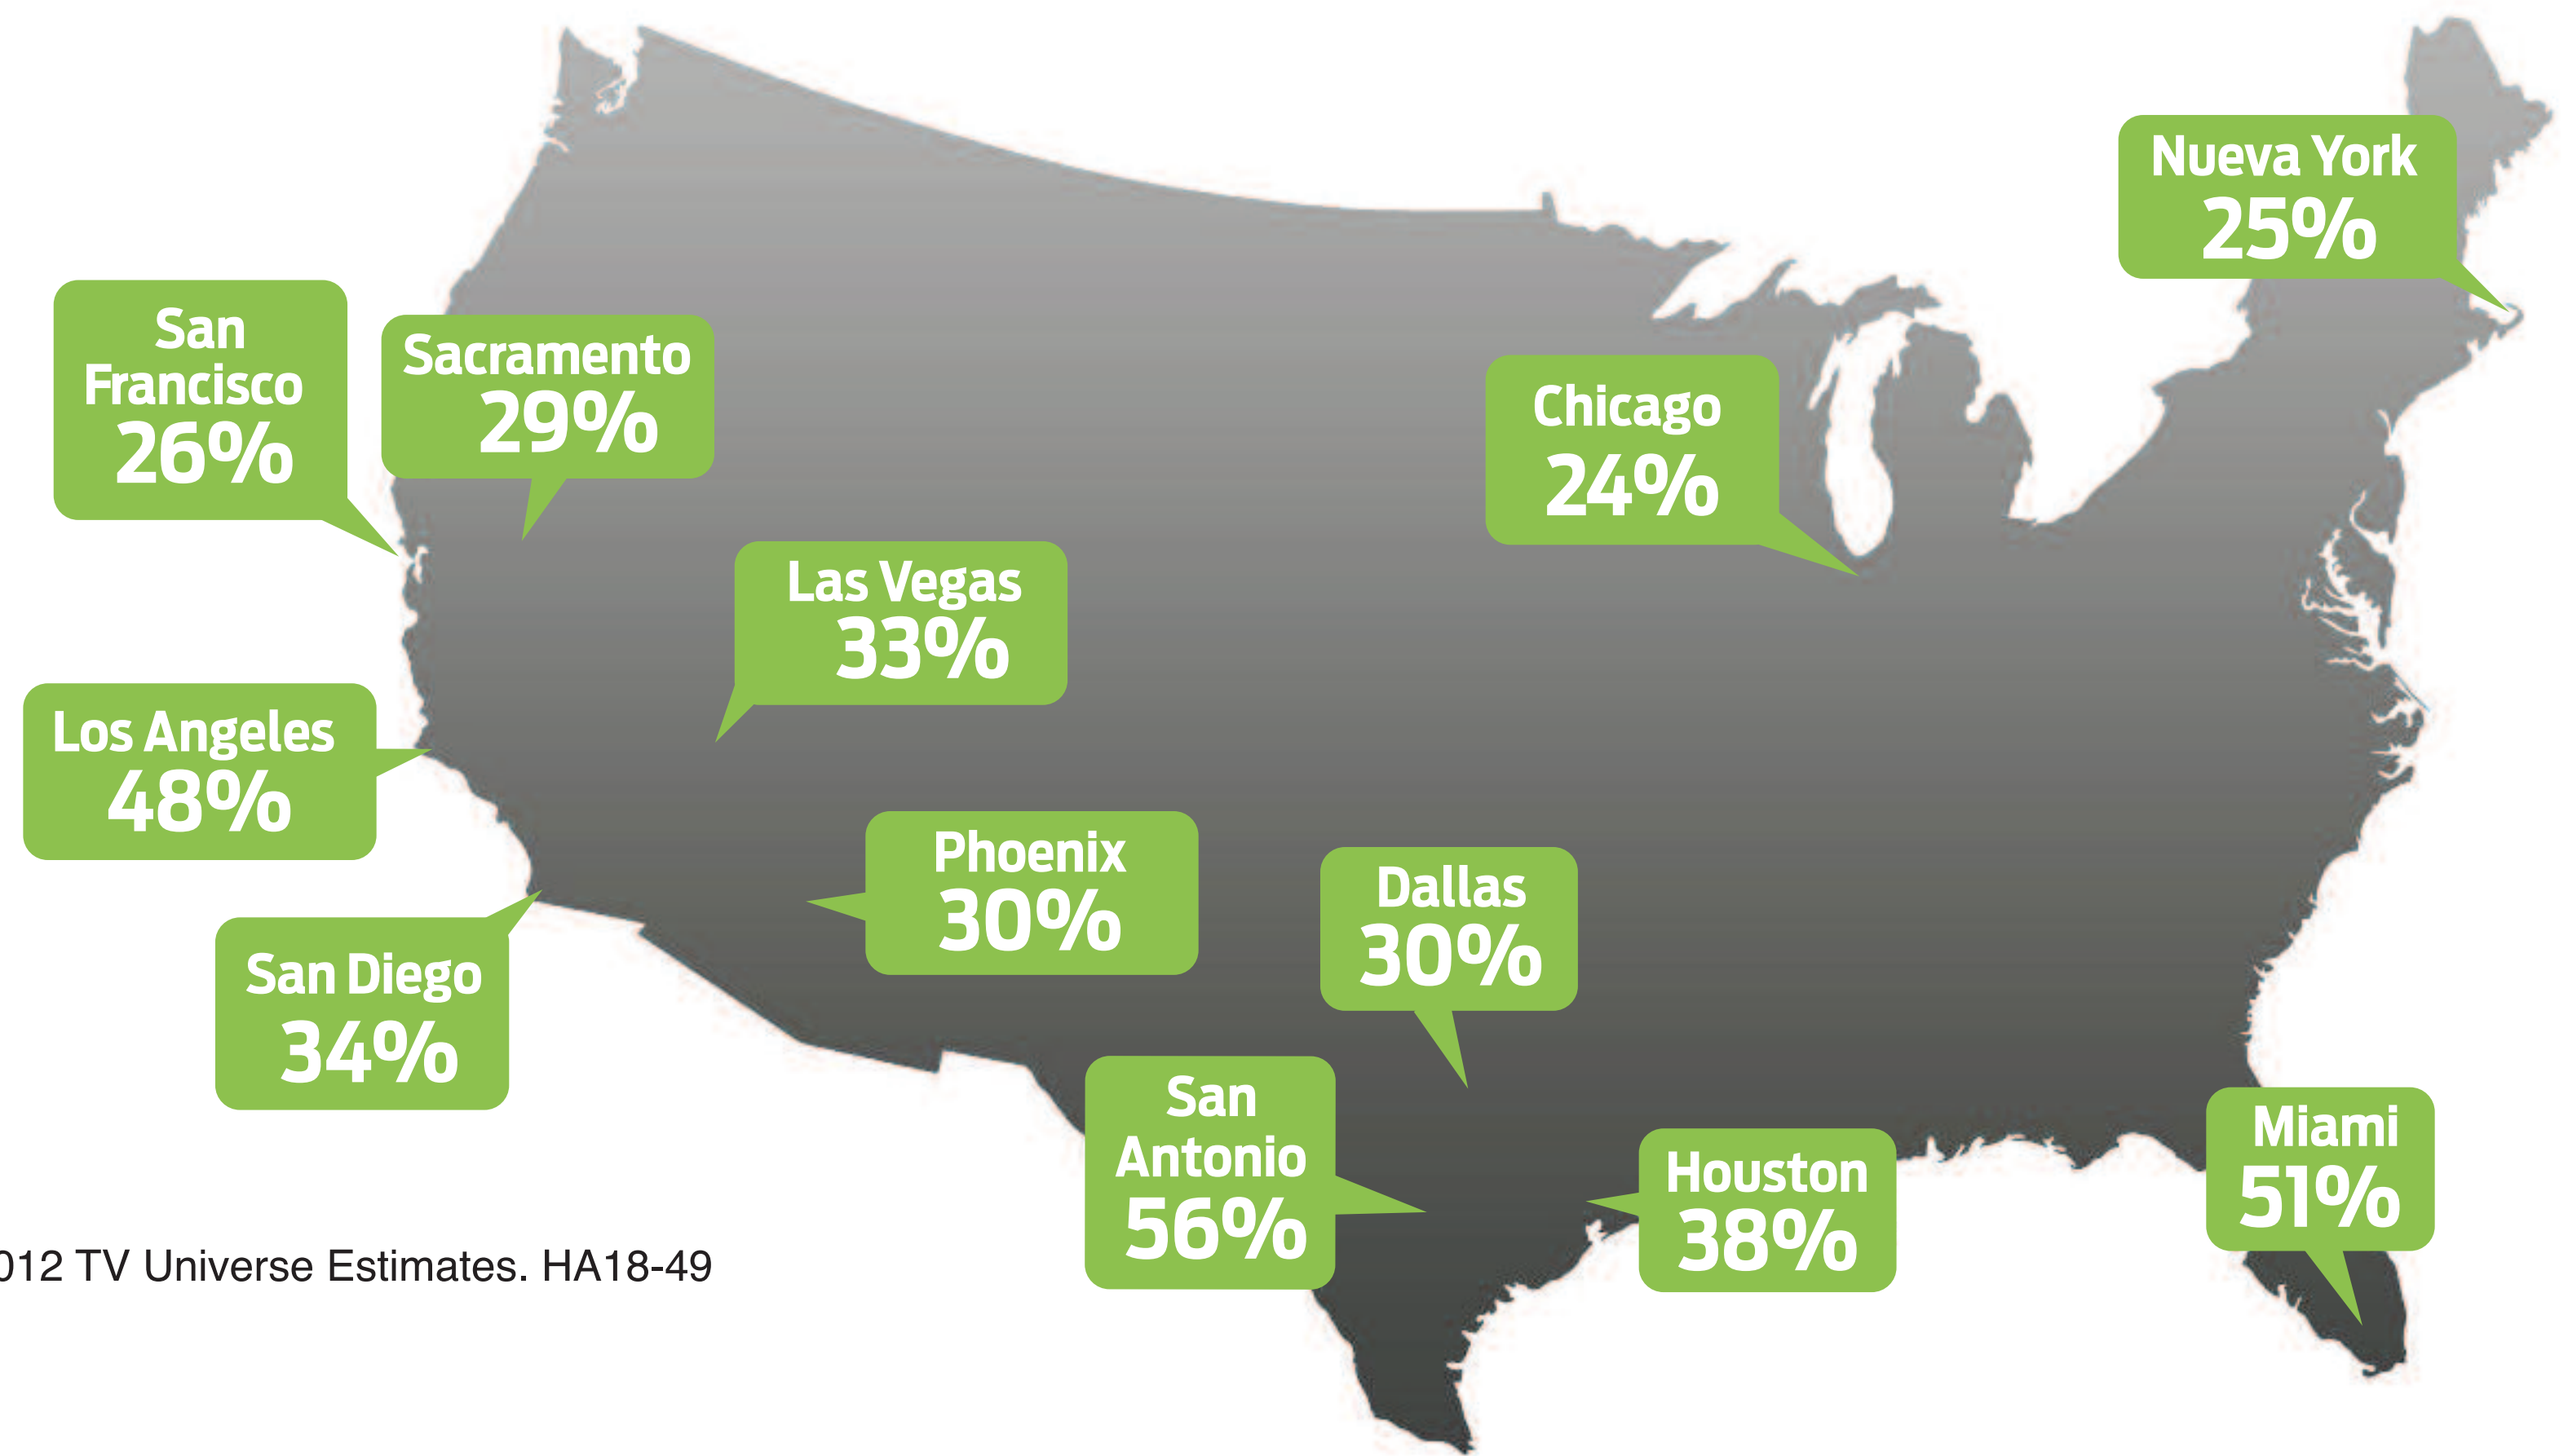 Nueva York
25%
San
Francisco
26%
Sacramento
29%
Chicago
24%
Las Vegas
33%
Los Angeles
48%
Phoenix
30%
Dallas
30%
San Diego
34%
San
Antonio
56%
Houston
38%
Miami
51%
012 TV Universe Estimates. HA18-49